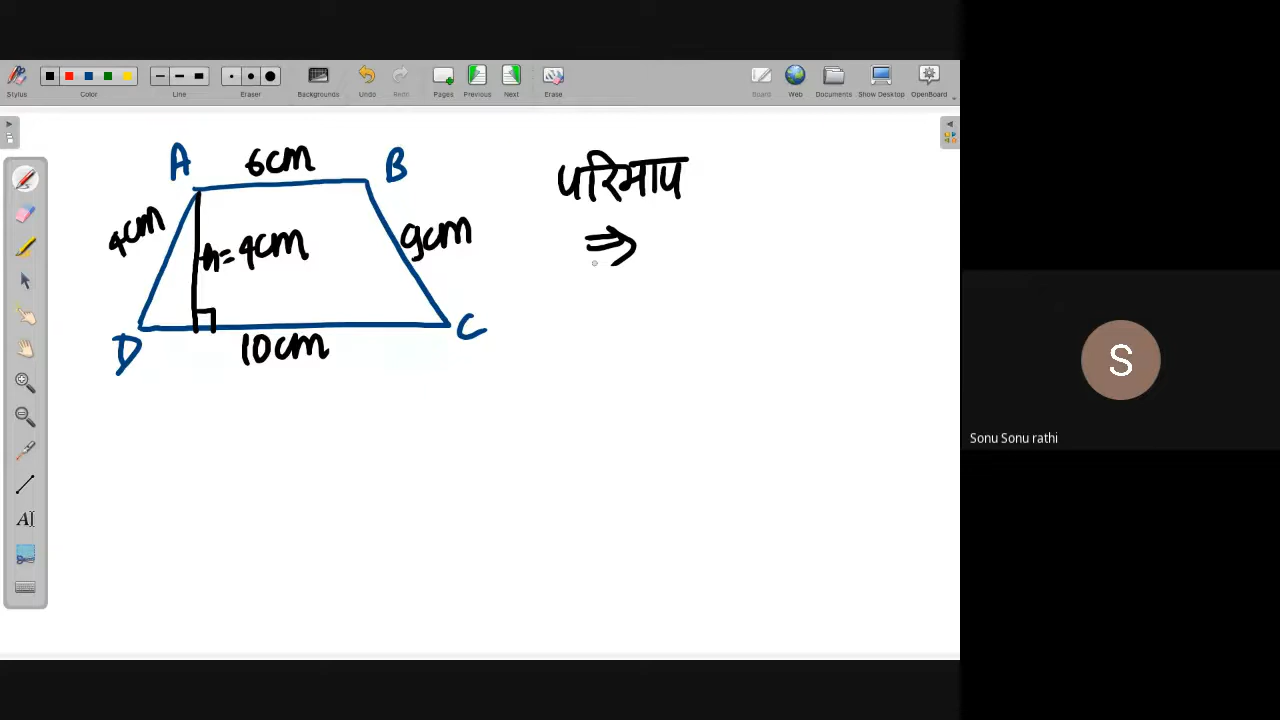 Stylus
Color
Line
Eraser
Backgrounds
Undo
Redo
Pages
Previous
Next
Erase
Board
Web
Documents
Show Desktop
OpenBoard
A
6cm
B
4cm
h=4cm
9cm
D
10cm
C
परिमाप
⇒
S
Sonu Sonu rathi